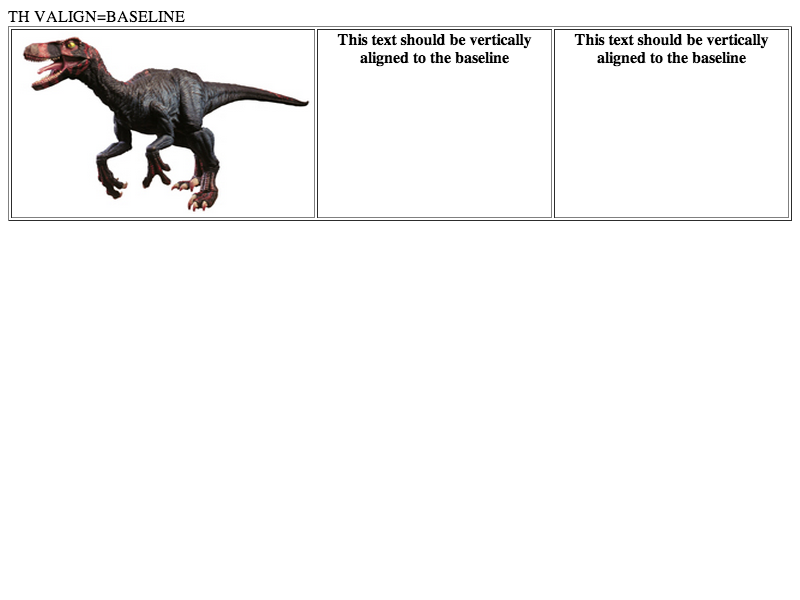 TH VALIGN=BASELINE
This text should be vertically
aligned to the baseline
This text should be vertically
aligned to the baseline